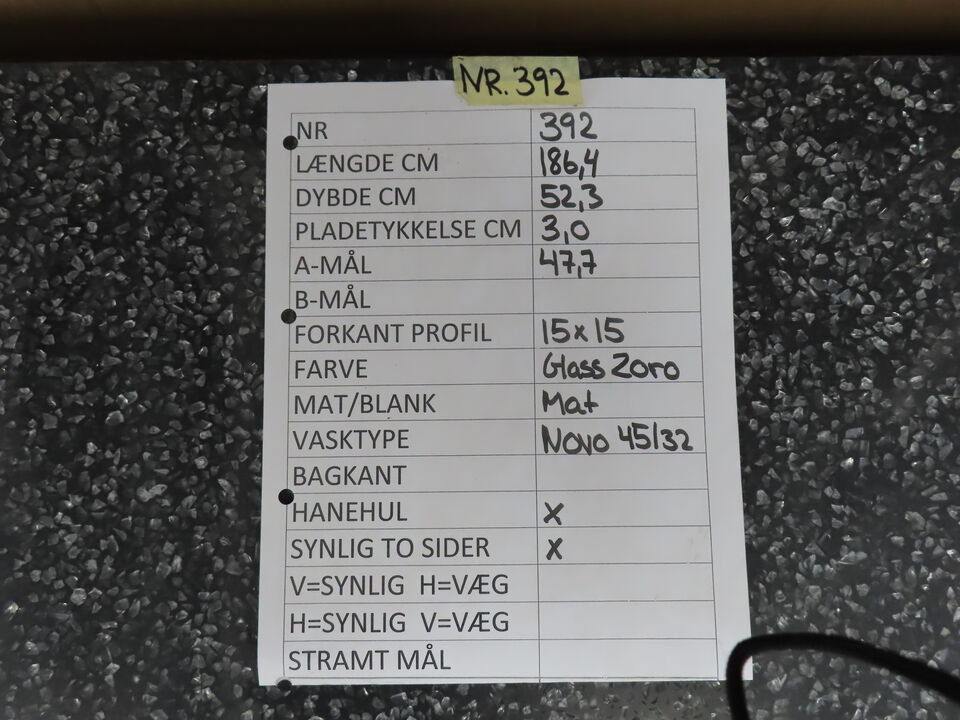 NR. 392
NR 392
LÆNGDE CM 186,4
DYBDE CM 52,3
PLADETYKKELSE CM 3,0
A-MÅL 47,7
B-MÅL
FORKANT PROFIL 15x15
FARVE Glass Zoro
MAT/BLANK Mat
VASKTYPE Novo 45/32
BAGKANT
HANEHUL X
SYNLIG TO SIDER X
V=SYNLIG H=VÆG
H=SYNLIG V=VÆG
STRAMT MÅL